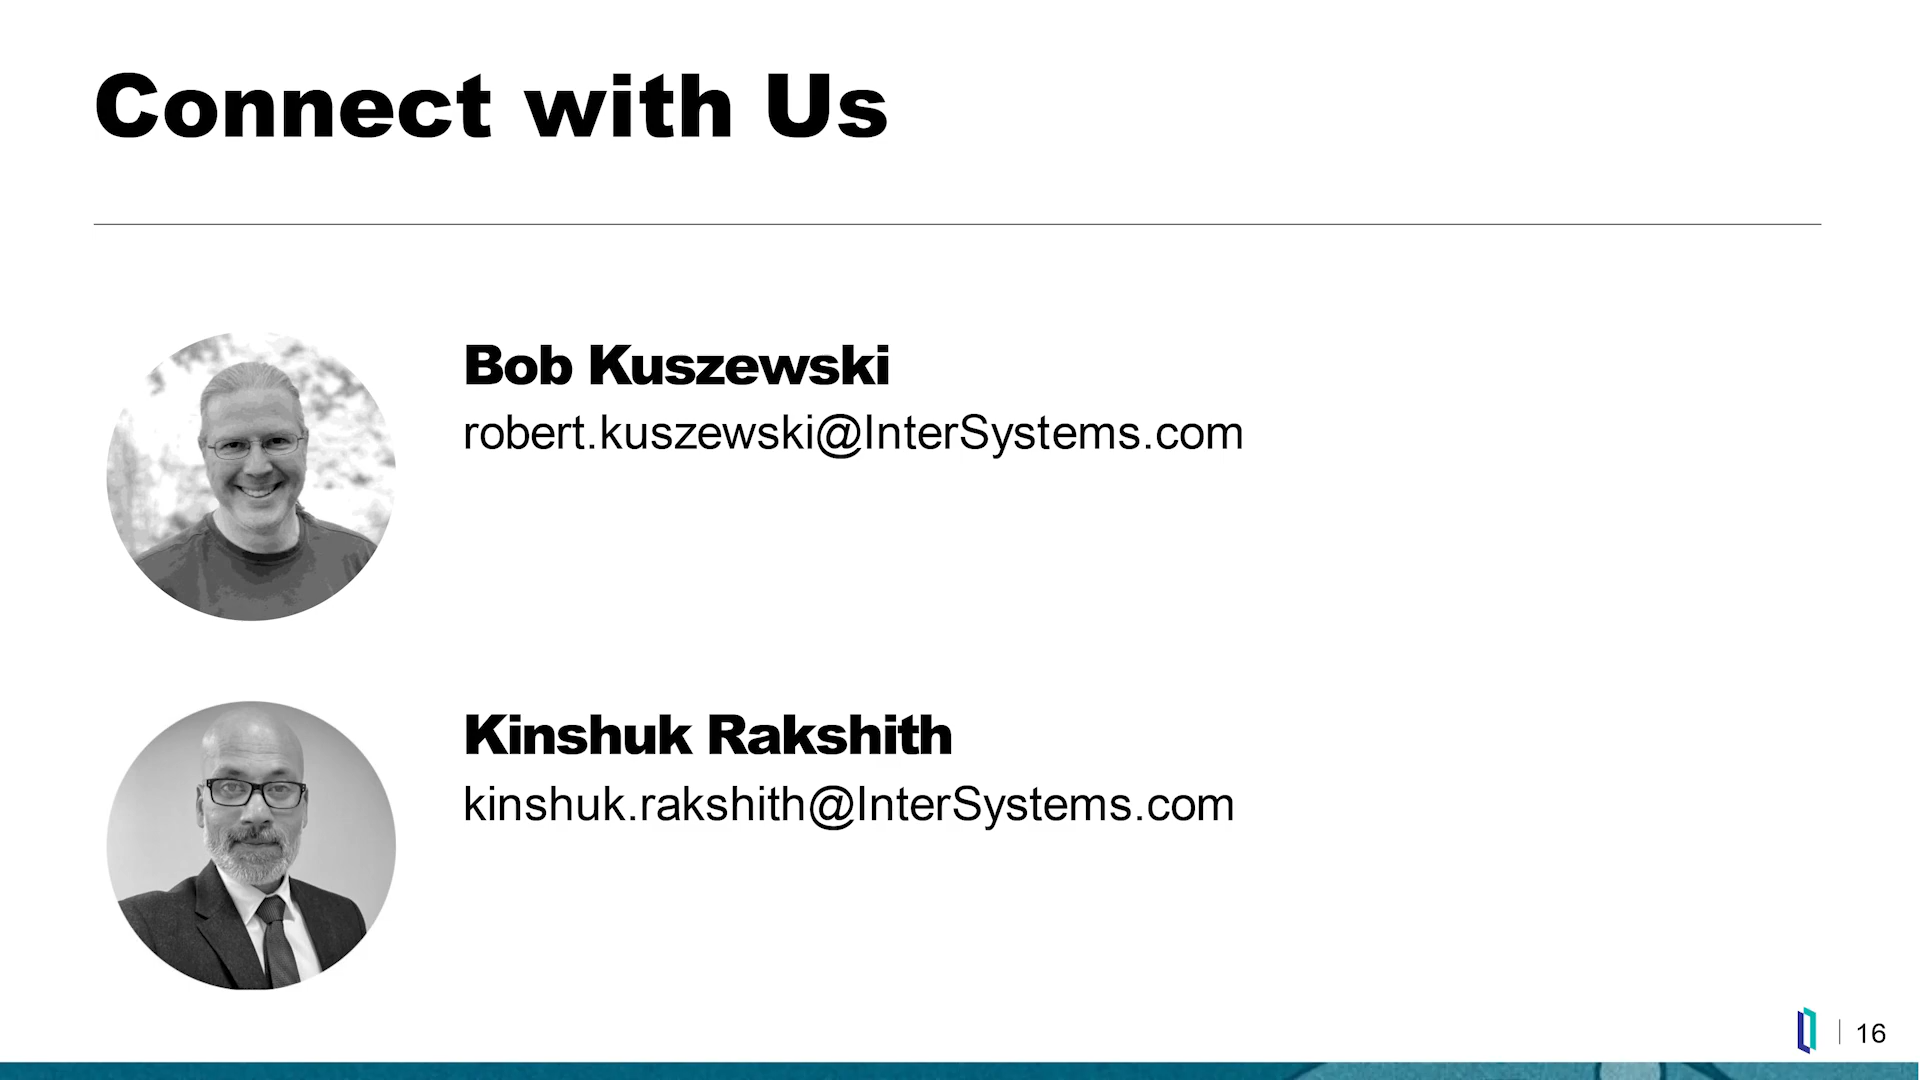 Connect with Us
Bob Kuszewski
robert.kuszewski@InterSystems.com
Kinshuk Rakshith
kinshuk.rakshith@InterSystems.com
16